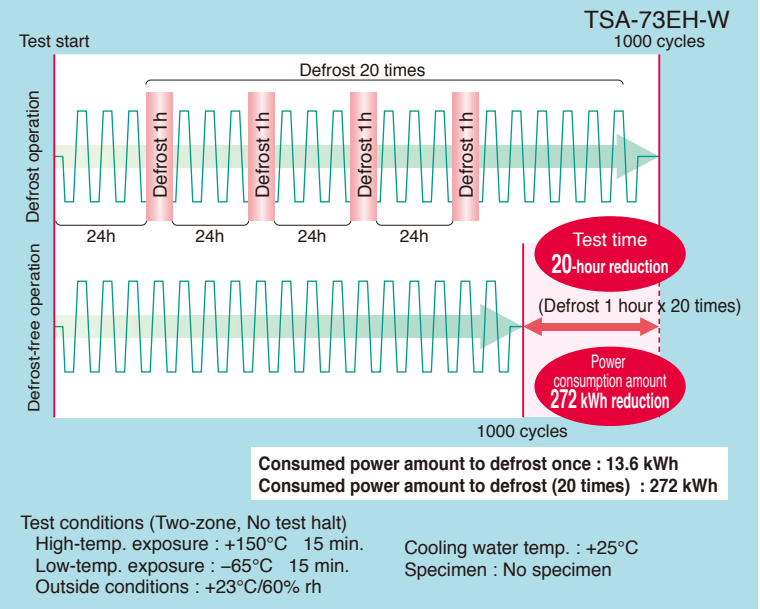 TSA-73EH-W
Test start
1000 cycles
Defrost 20 times
Defrost operation
Defrost 1h
Defrost 1h
Defrost 1h
Defrost 1h
24h
24h
24h
24h
Test time
20-hour reduction
(Defrost 1 hour x 20 times)
Defrost-free operation
Power
consumption amount
272 kWh reduction
1000 cycles
Consumed power amount to defrost once : 13.6 kWh
Consumed power amount to defrost (20 times) : 272 kWh
Test conditions (Two-zone, No test halt)
High-temp. exposure : +150°C 15 min.
Low-temp. exposure : −65°C 15 min.
Outside conditions : +23°C/60% rh
Cooling water temp. : +25°C
Specimen : No specimen